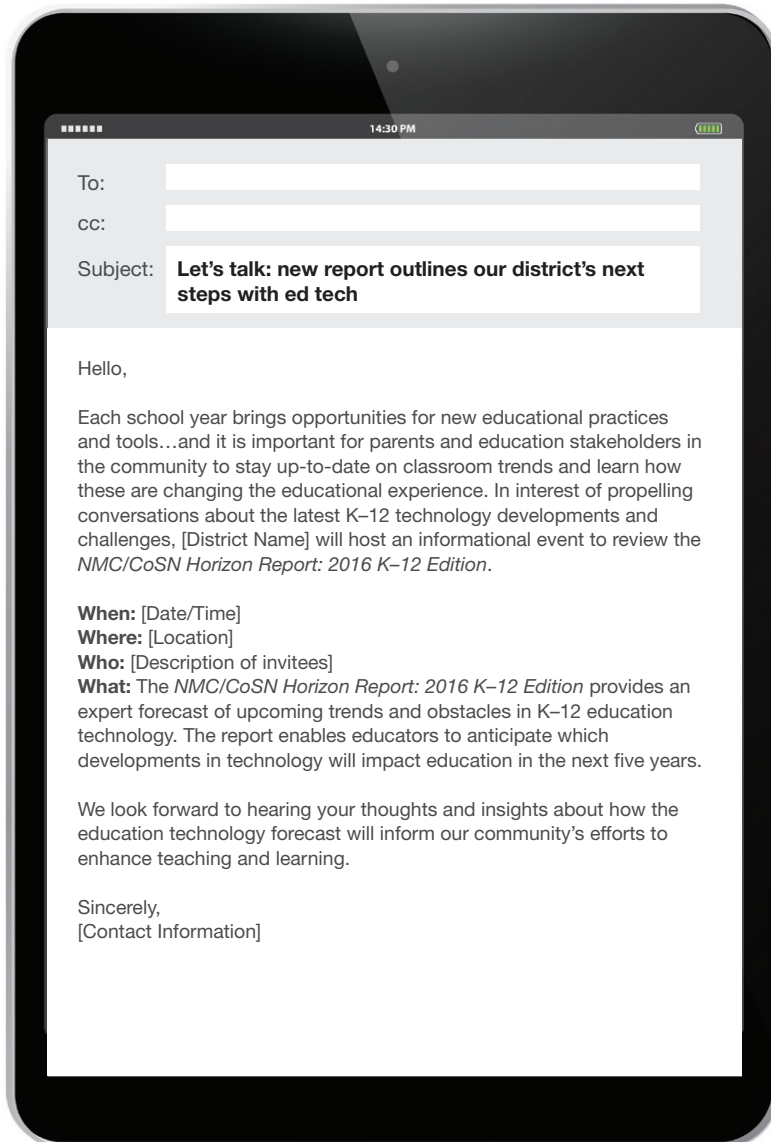 14:30 PM
To:
cc:
Subject: Let’s talk: new report outlines our district’s next
steps with ed tech
Hello,
Each school year brings opportunities for new educational practices
and tools…and it is important for parents and education stakeholders in
the community to stay up-to-date on classroom trends and learn how
these are changing the educational experience. In interest of propelling
conversations about the latest K–12 technology developments and
challenges, [District Name] will host an informational event to review the
NMC/CoSN Horizon Report: 2016 K–12 Edition.
When: [Date/Time]
Where: [Location]
Who: [Description of invitees]
What: The NMC/CoSN Horizon Report: 2016 K–12 Edition provides an
expert forecast of upcoming trends and obstacles in K–12 education
technology. The report enables educators to anticipate which
developments in technology will impact education in the next five years.
We look forward to hearing your thoughts and insights about how the
education technology forecast will inform our community’s efforts to
enhance teaching and learning.
Sincerely,
[Contact Information]